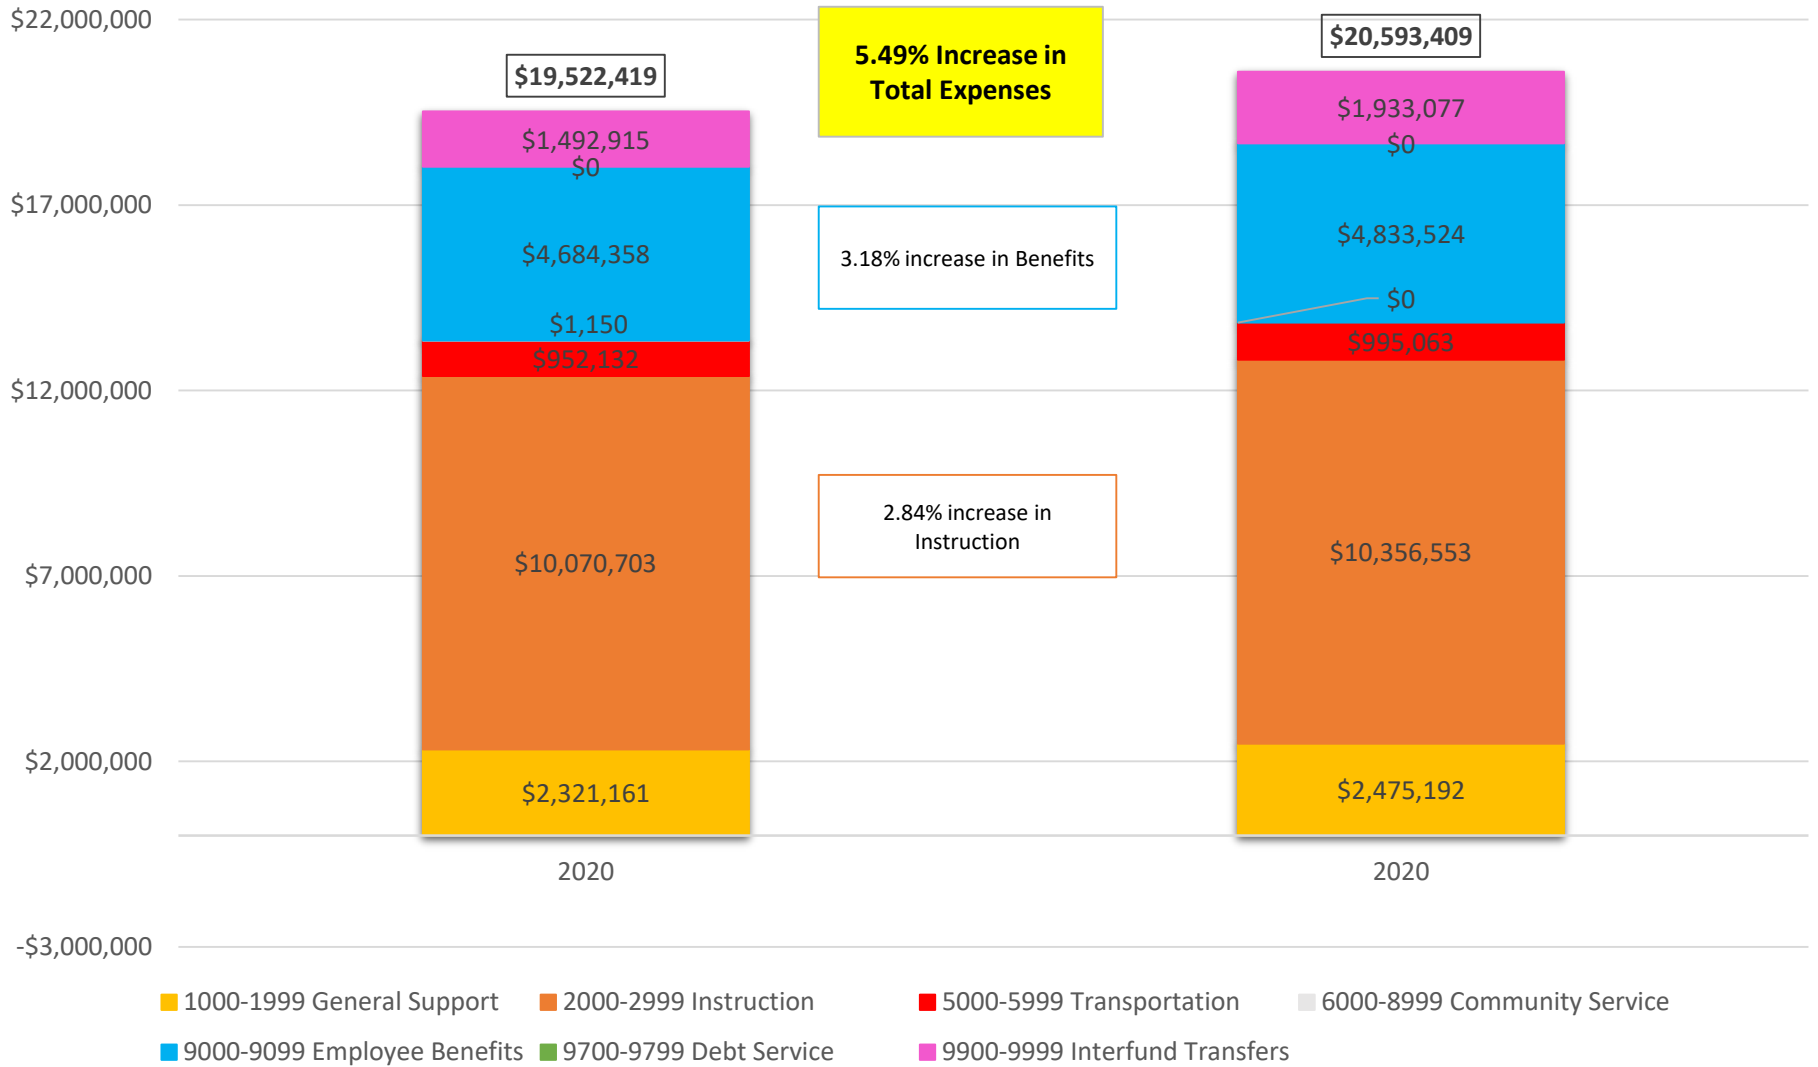 $22,000,000
$17,000,000
$12,000,000
$7,000,000
$2,000,000
-$3,000,000
$19,522,419
$1,492,915
$0
$4,684,358
$1,150
$952,132
$10,070,703
$2,321,161
2020
5.49% Increase in
Total Expenses
3.18% increase in Benefits
2.84% increase in
Instruction
$20,593,409
$1,933,077
$0
$4,833,524
$0
$995,063
$10,356,553
$2,475,192
2020
1000-1999 General Support
2000-2999 Instruction
5000-5999 Transportation
6000-8999 Community Service
9000-9099 Employee Benefits
9700-9799 Debt Service
9900-9999 Interfund Transfers